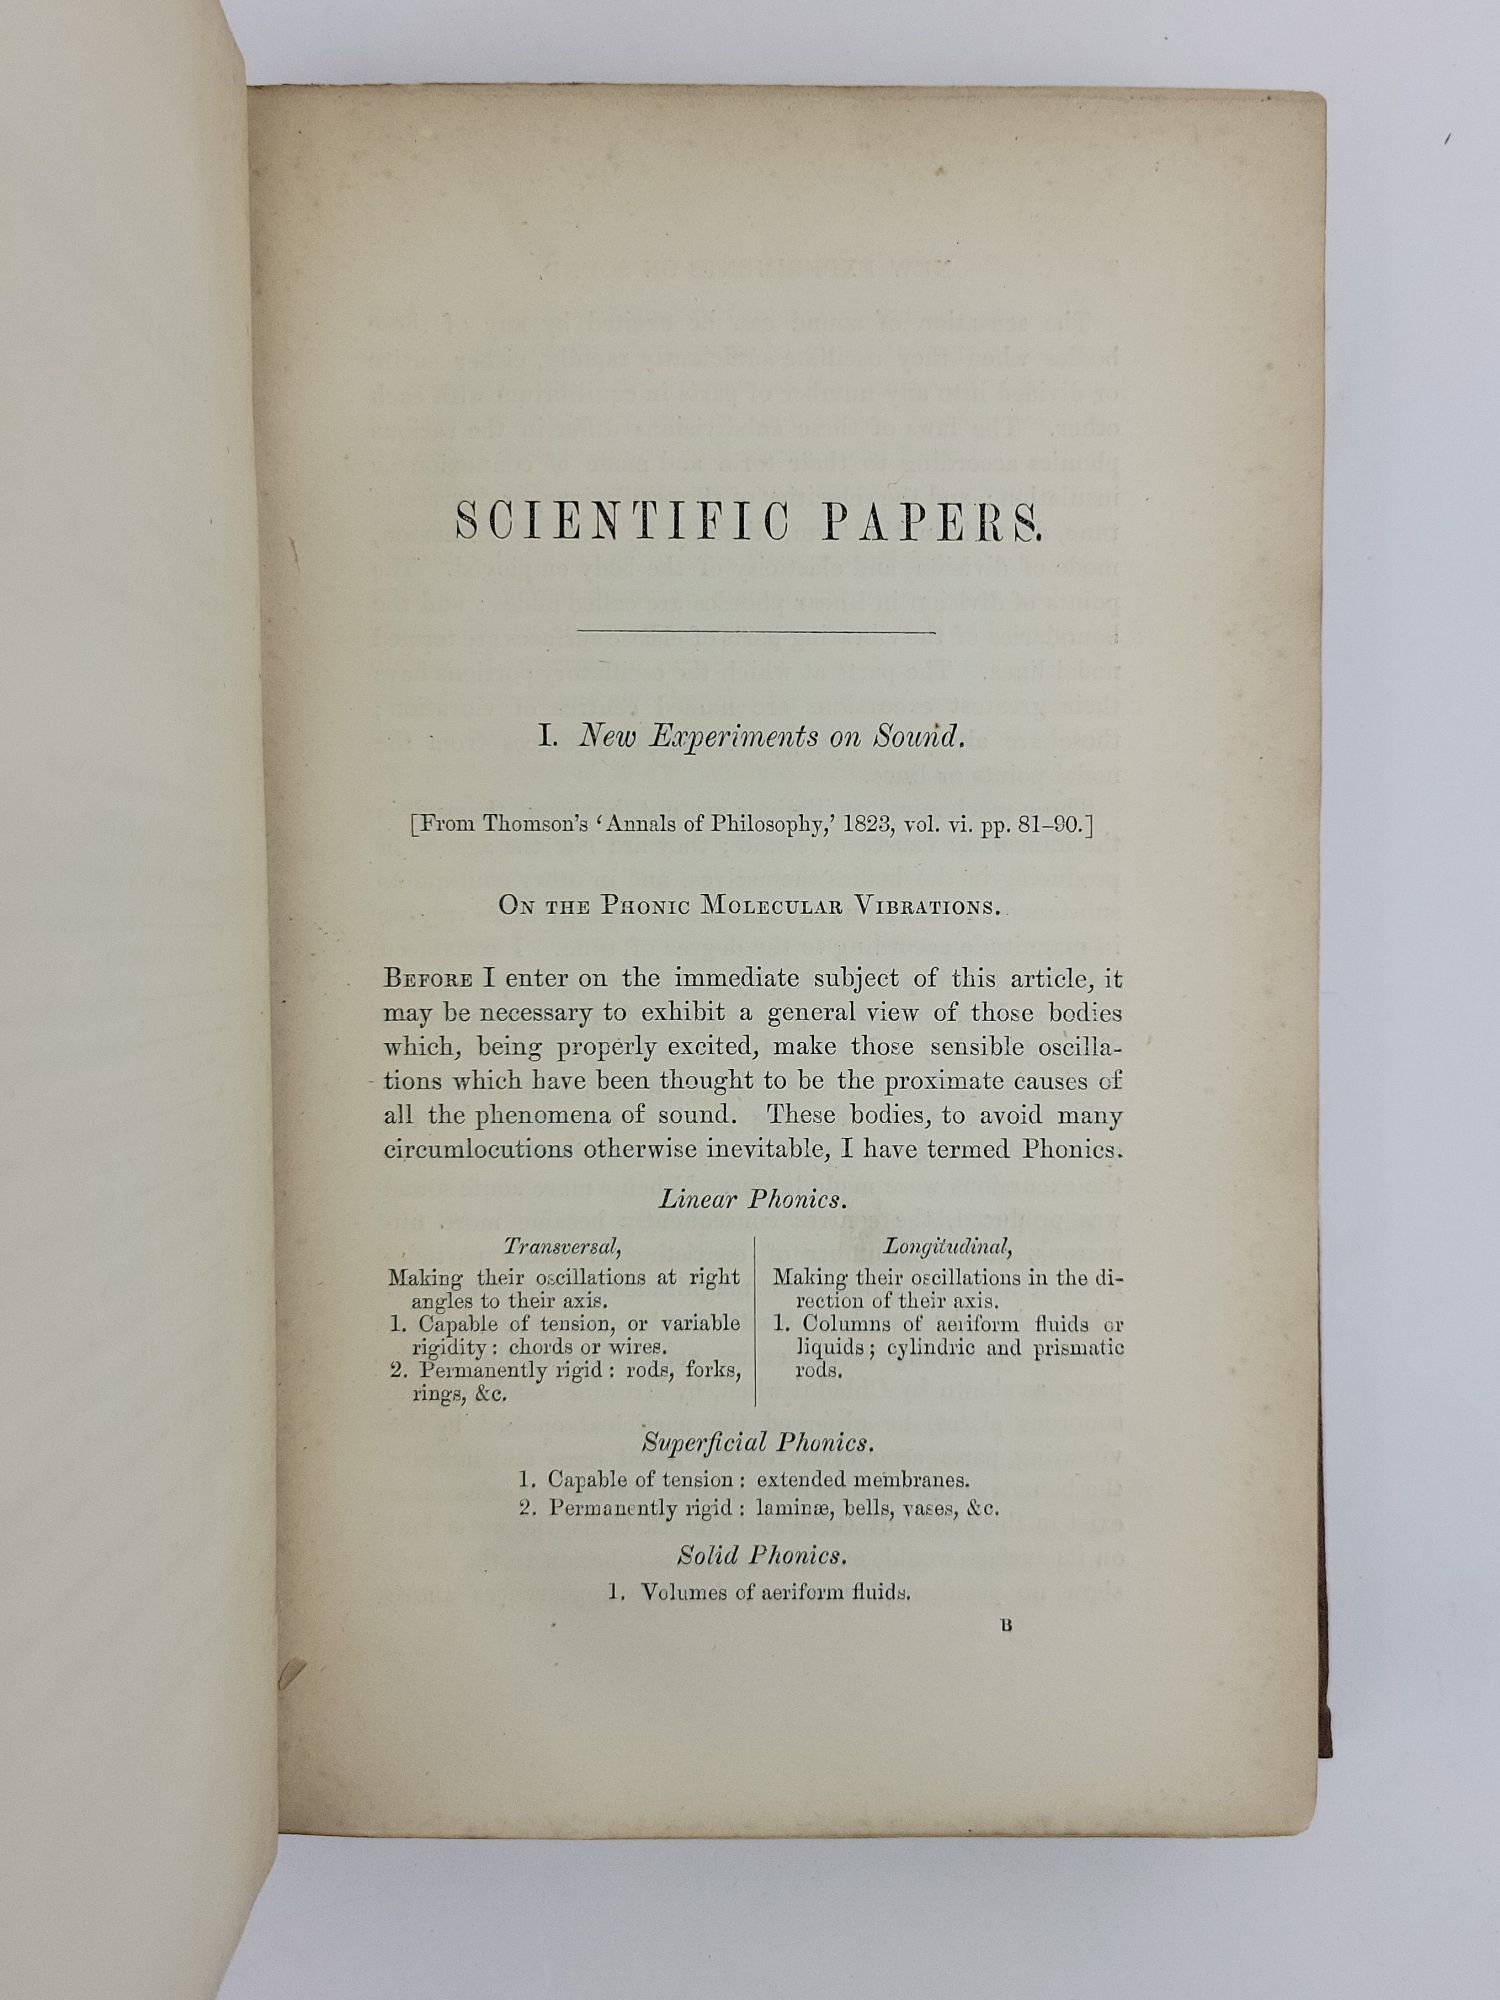 SCIENTIFIC PAPERS.
I. New Experiments on Sound.
[From Thomson's 'Annals of Philosophy,' 1823, vol. vi. pp. 81–90.]
On the Phonic Molecular Vibrations.
Before I enter on the immediate subject of this article, it
may be necessary to exhibit a general view of those bodies
which, being properly excited, make those sensible oscilla-
tions which have been thought to be the proximate causes of
all the phenomena of sound. These bodies, to avoid many
circumlocutions otherwise inevitable, I have termed Phonics.
Linear Phonics.
Transversal,
Making their oscillations at right
angles to their axis.
1. Capable of tension, or variable
rigidity: chords or wires.
2. Permanently rigid: rods, forks,
rings, &c.
Longitudinal,
Making their oscillations in the di-
rection of their axis.
1. Columns of aeriform fluids or
liquids; cylindric and prismatic
rods.
Superficial Phonics.
1. Capable of tension: extended membranes.
2. Permanently rigid: laminæ, bells, vases, &c.
Solid Phonics.
1. Volumes of aeriform fluids.
B